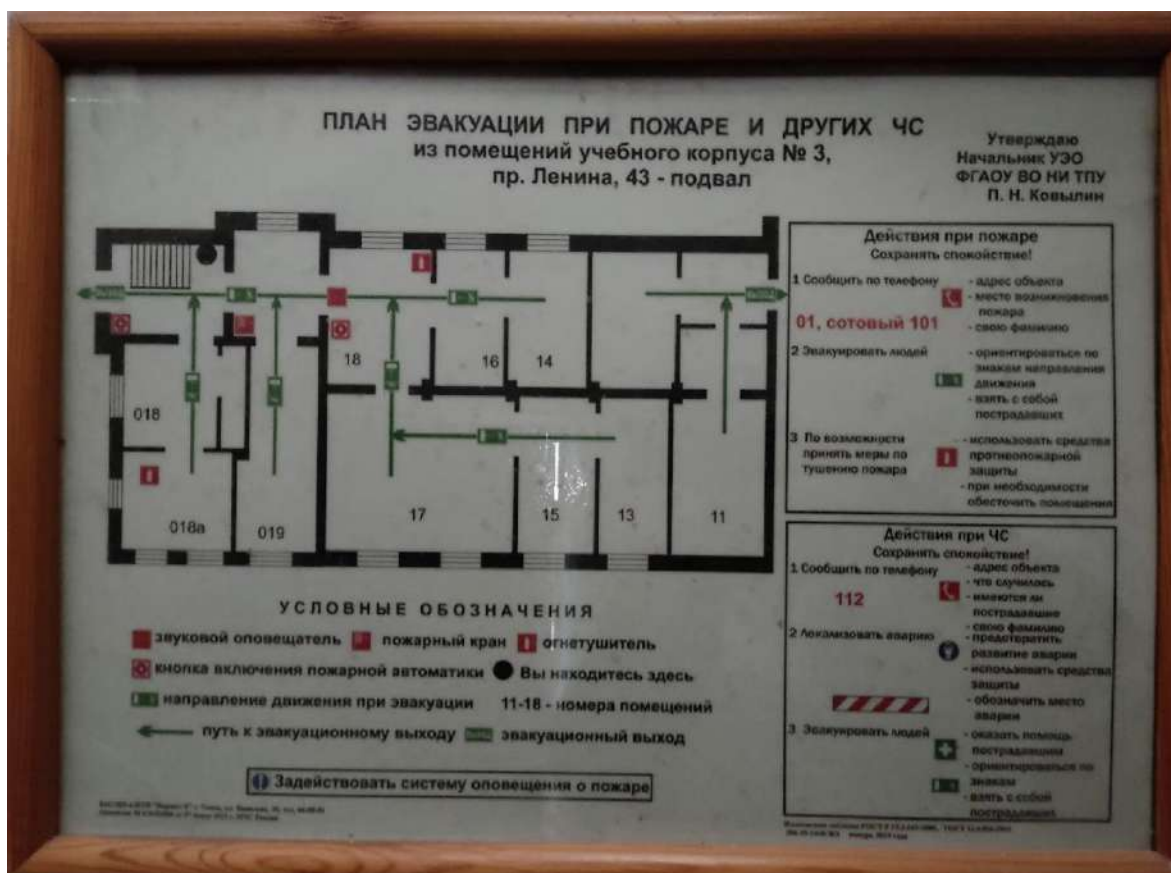 ПЛАН ЭВАКУАЦИИ ПРИ ПОЖАРЕ И ДРУГИХ ЧС
из помещений учебного корпуса № 3,
пр. Ленина, 43 - подвал
Утверждаю
Начальник УЭО
ФГАОУ ВО НИ ТПУ
П. Н. Ковылин
18
16
14
018
018а
019
17
15
13
11
Действия при пожаре
Сохранять спокойствие!
1 Сообщить по телефону
01, сотовый 101
- адрес объекта
- место возникновения
пожара
- свою фамилию
2 Эвакуировать людей
- ориентироваться по
знакам направления
движения
- взять с собой
пострадавших
3 По возможности
принять меры по
тушению пожара
- использовать средства
противопожарной
защиты
- при необходимости
обесточить помещения
Действия при ЧС
Сохранять спокойствие!
1 Сообщить по телефону
112
- адрес объекта
- что случилось
- имеются ли
пострадавшие
- свою фамилию
2 Локализовать аварию
- предотвратить
развитие аварии
- использовать средства
защиты
- обозначить место
аварии
3 Эвакуировать людей
- оказать помощь
пострадавшим
- ориентироваться по
знакам
- взять с собой
пострадавших
УСЛОВНЫЕ ОБОЗНАЧЕНИЯ
звуковой оповещатель пожарный кран огнетушитель
кнопка включения пожарной автоматики Вы находитесь здесь
направление движения при эвакуации 11-18 - номера помещений
путь к эвакуационному выходу эвакуационный выход
Задействовать систему оповещения о пожаре